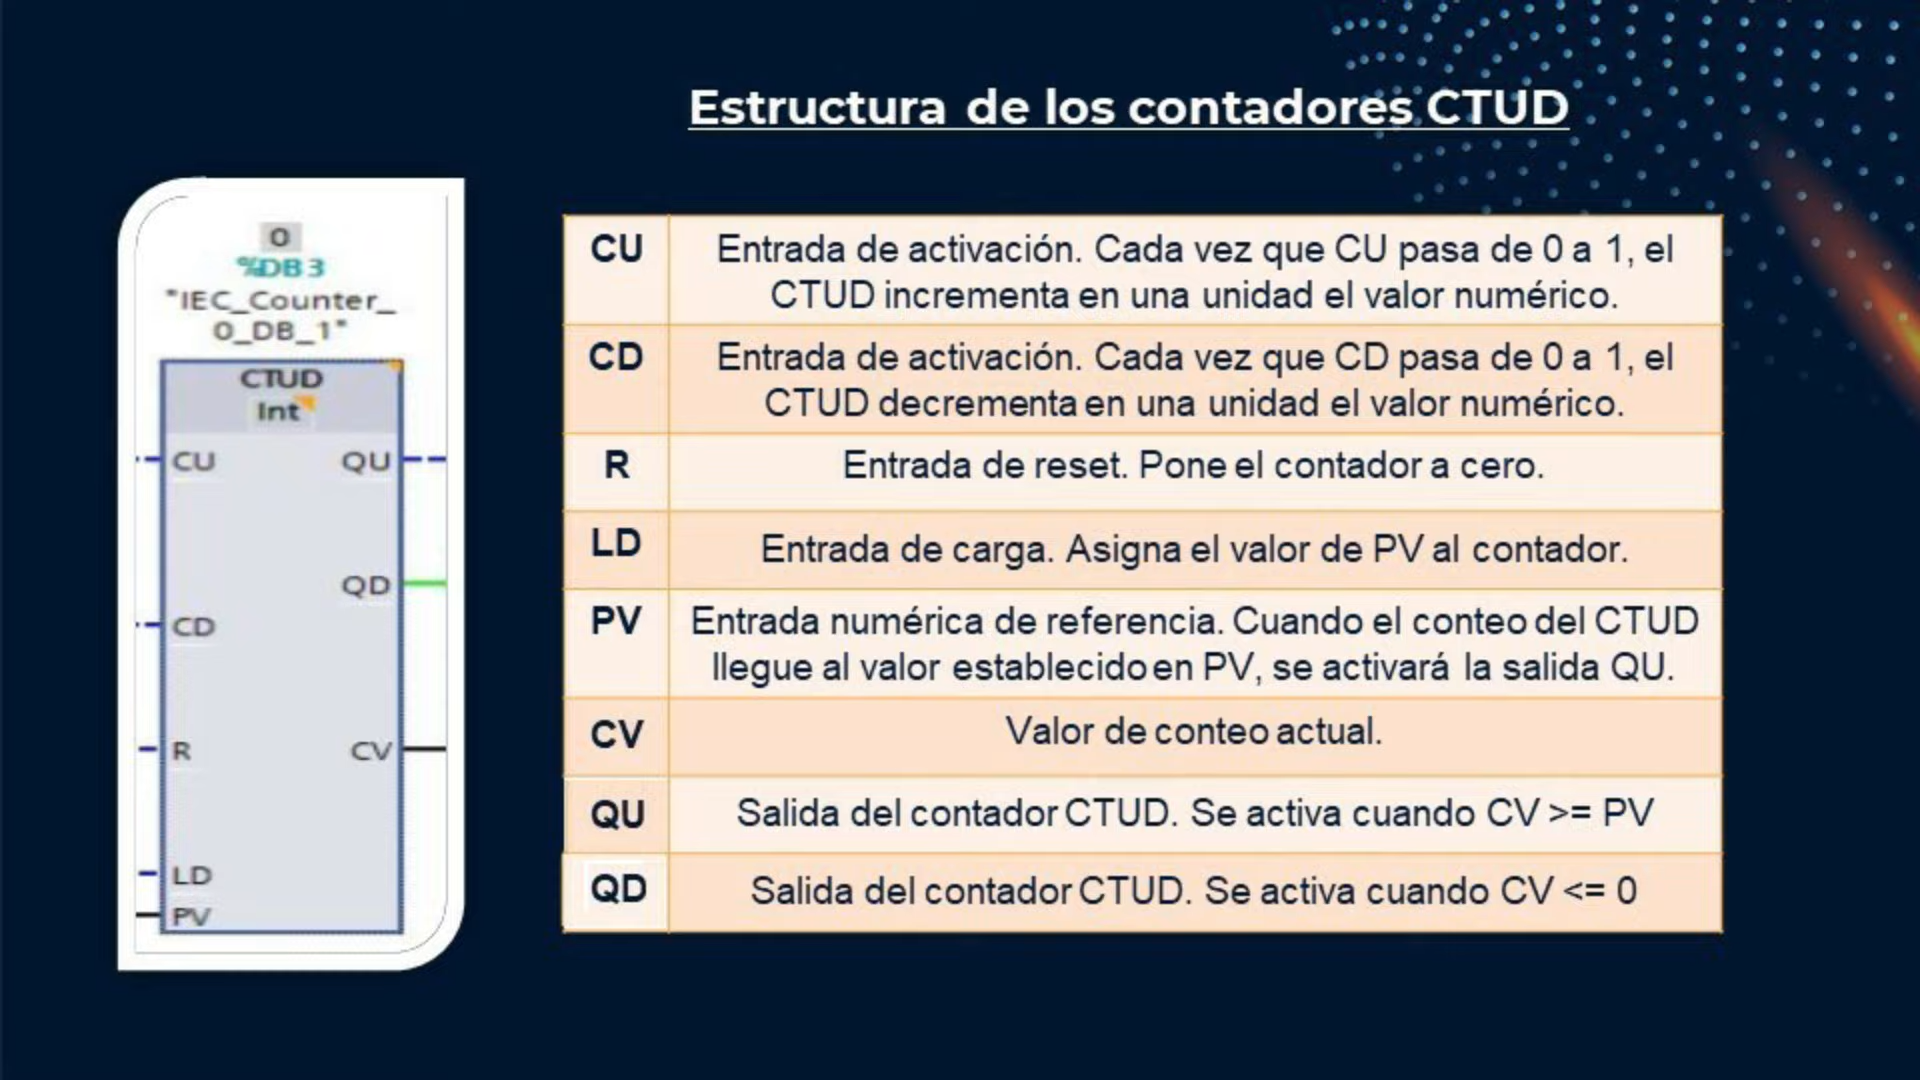 Estructura de los contadores CTUD
0
%DB3
"IEC_Counter_
0_DB_1"
CTUD
Int
CU
QU
QD
CD
R
CV
LD
PV
CU
Entrada de activación. Cada vez que CU pasa de 0 a 1, el
CTUD incrementa en una unidad el valor numérico.
CD
Entrada de activación. Cada vez que CD pasa de 0 a 1, el
CTUD decrementa en una unidad el valor numérico.
R
Entrada de reset. Pone el contador a cero.
LD
Entrada de carga. Asigna el valor de PV al contador.
PV
Entrada numérica de referencia. Cuando el conteo del CTUD
llegue al valor establecido en PV, se activará la salida QU.
CV
Valor de conteo actual.
QU
Salida del contador CTUD. Se activa cuando CV >= PV
QD
Salida del contador CTUD. Se activa cuando CV <= 0